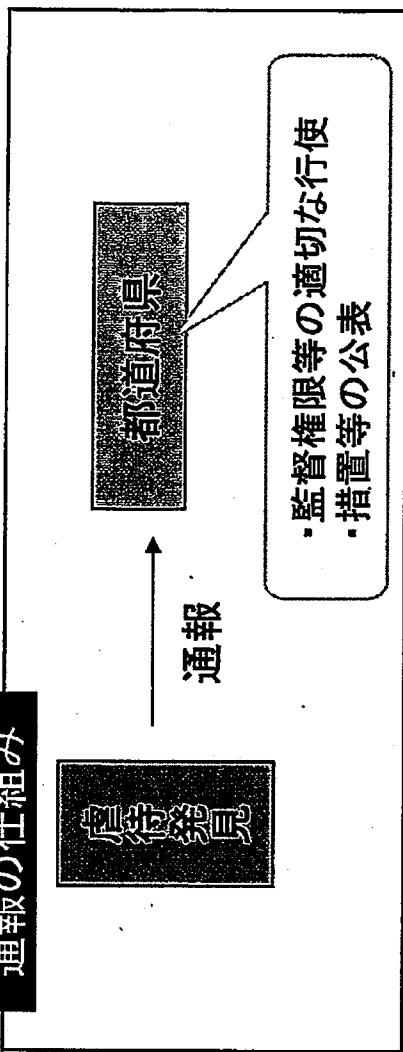 通報の仕組み
虐待発見
通報
都道府県
・監督権限等の適切な行使
・措置等の公表